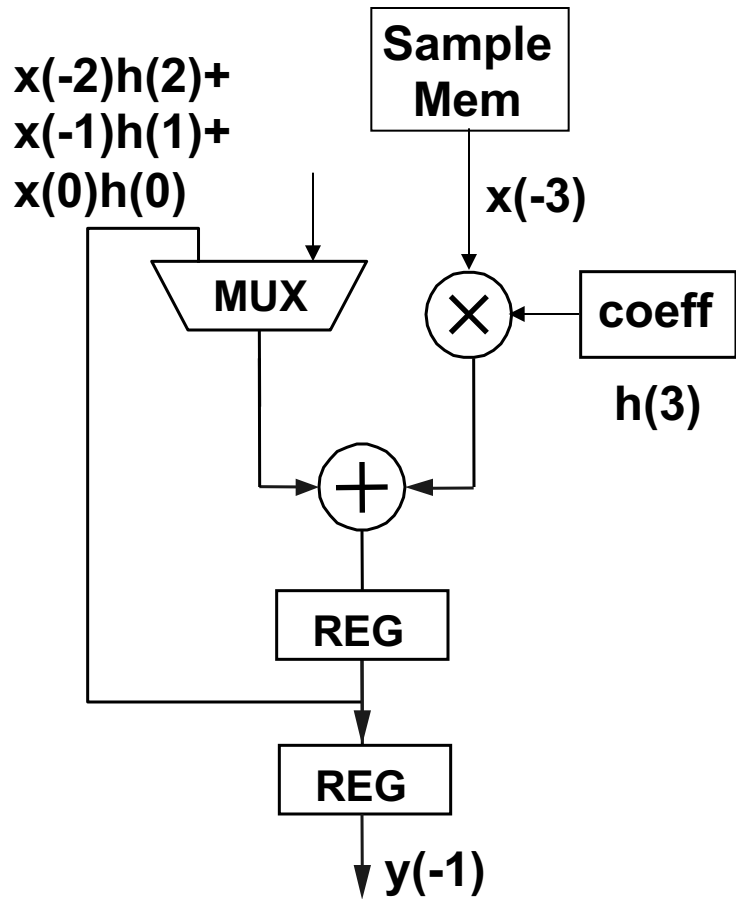 Sample
Mem
x(-2)h(2)+
x(-1)h(1)+
x(0)h(0)
x(-3)
MUX
coeff
h(3)
REG
REG
y(-1)